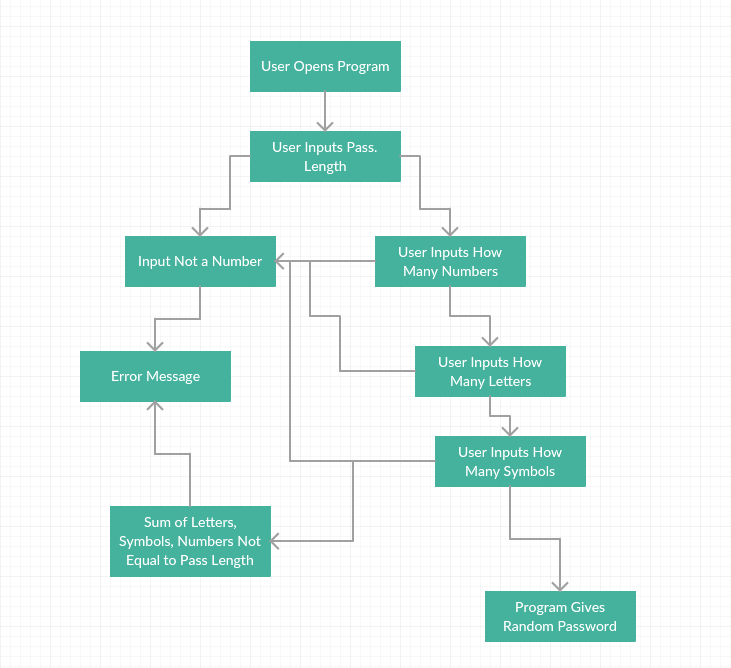 User Opens Program
User Inputs Pass.
Length
Input Not a Number
User Inputs How
Many Numbers
Error Message
User Inputs How
Many Letters
User Inputs How
Many Symbols
Sum of Letters,
Symbols, Numbers Not
Equal to Pass Length
Program Gives
Random Password